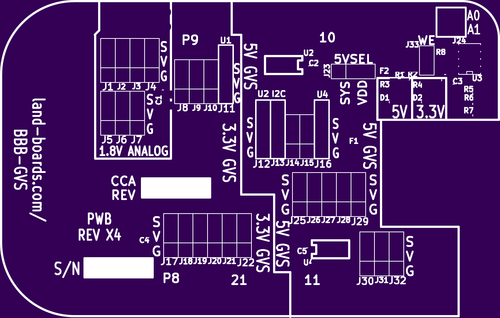 A0
A1
J24
WE
J33
R8
10
P9
U1
5V GVS
U2
C2
5VSEL
J23
SYS
VDD
F2
R1
K2
C3
U3
R3
R4
D1
D2
5V
3.3V
R5
R6
R7
S
V
G
J1 J2 J3 J4
C1
J8 J9 J10 J11
S
V
G
J5 J6 J7
1.8V ANALOG
3.3V GVS
U2 I2C
U4
S
V
G
J12 J13 J14 J15 J16
S
V
G
F1
5V GVS
land-boards.com/
BBB-GVS
CCA
REV
PWB
REV X4
S/N
C4
S
V
G
J17 J18 J19 J20 J21 J22
P8
21
3.3V GVS
5V GVS
S
V
G
J25 J26 J27 J28 J29
S
V
G
C5
U4
11
J30 J31 J32
S
V
G